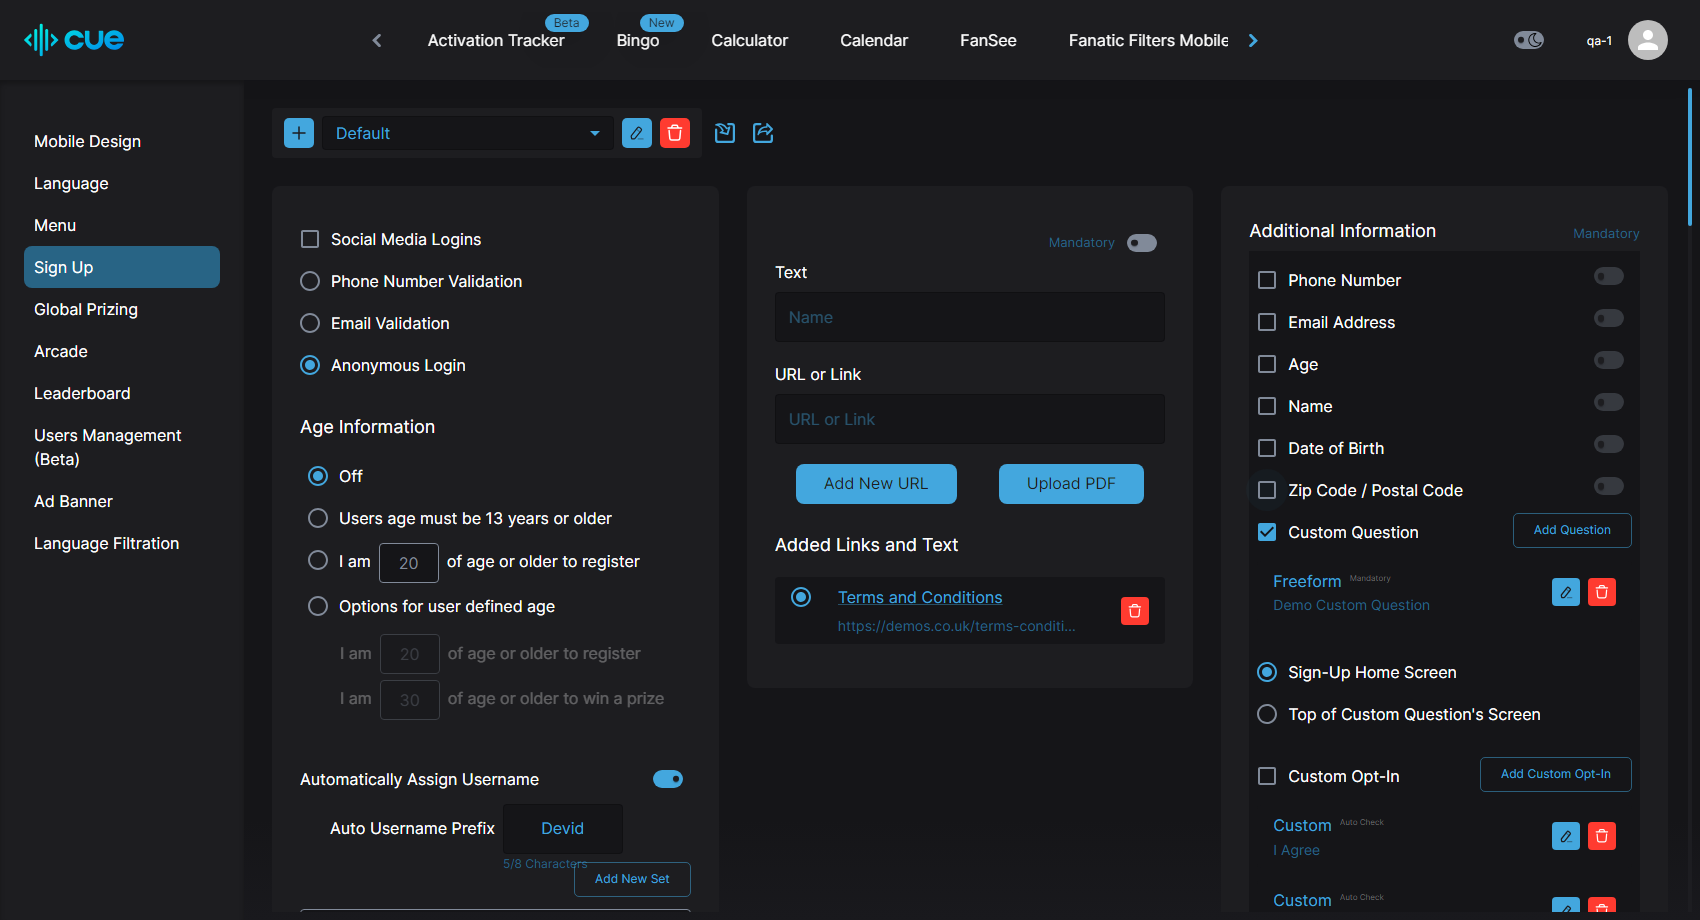 cue
Activation Tracker
Beta
Bingo
New
Calculator
Calendar
FanSee
Fanatic Filters Mobile
qa-1
Mobile Design
Language
Menu
Sign Up
Global Prizing
Arcade
Leaderboard
Users Management
(Beta)
Ad Banner
Language Filtration
Default
Social Media Logins
Phone Number Validation
Email Validation
Anonymous Login
Age Information
Off
Users age must be 13 years or older
I am 20 of age or older to register
Options for user defined age
I am 20 of age or older to register
I am 30 of age or older to win a prize
Automatically Assign Username
Auto Username Prefix Devid
5/8 Characters
Add New Set
Mandatory
Text
Name
URL or Link
URL or Link
Add New URL
Upload PDF
Added Links and Text
Terms and Conditions
https://demos.co.uk/terms-conditi...
Additional Information
Mandatory
Phone Number
Email Address
Age
Name
Date of Birth
Zip Code / Postal Code
Custom Question
Add Question
Freeform Mandatory
Demo Custom Question
Sign-Up Home Screen
Top of Custom Question's Screen
Custom Opt-In
Add Custom Opt-In
Custom Auto Check
I Agree
Custom Auto Check